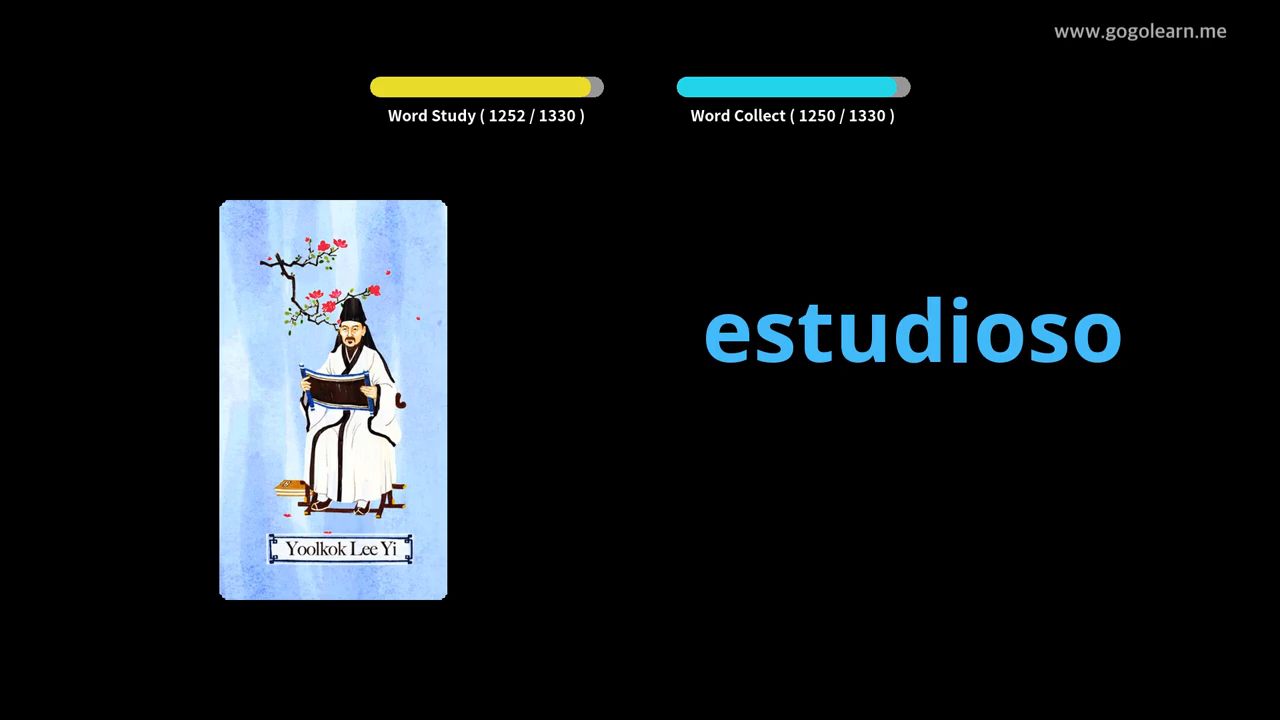 www.gogolearn.me
Word Study ( 1252 / 1330 )
Word Collect ( 1250 / 1330 )
estudioso
Yoolkok Lee Yi